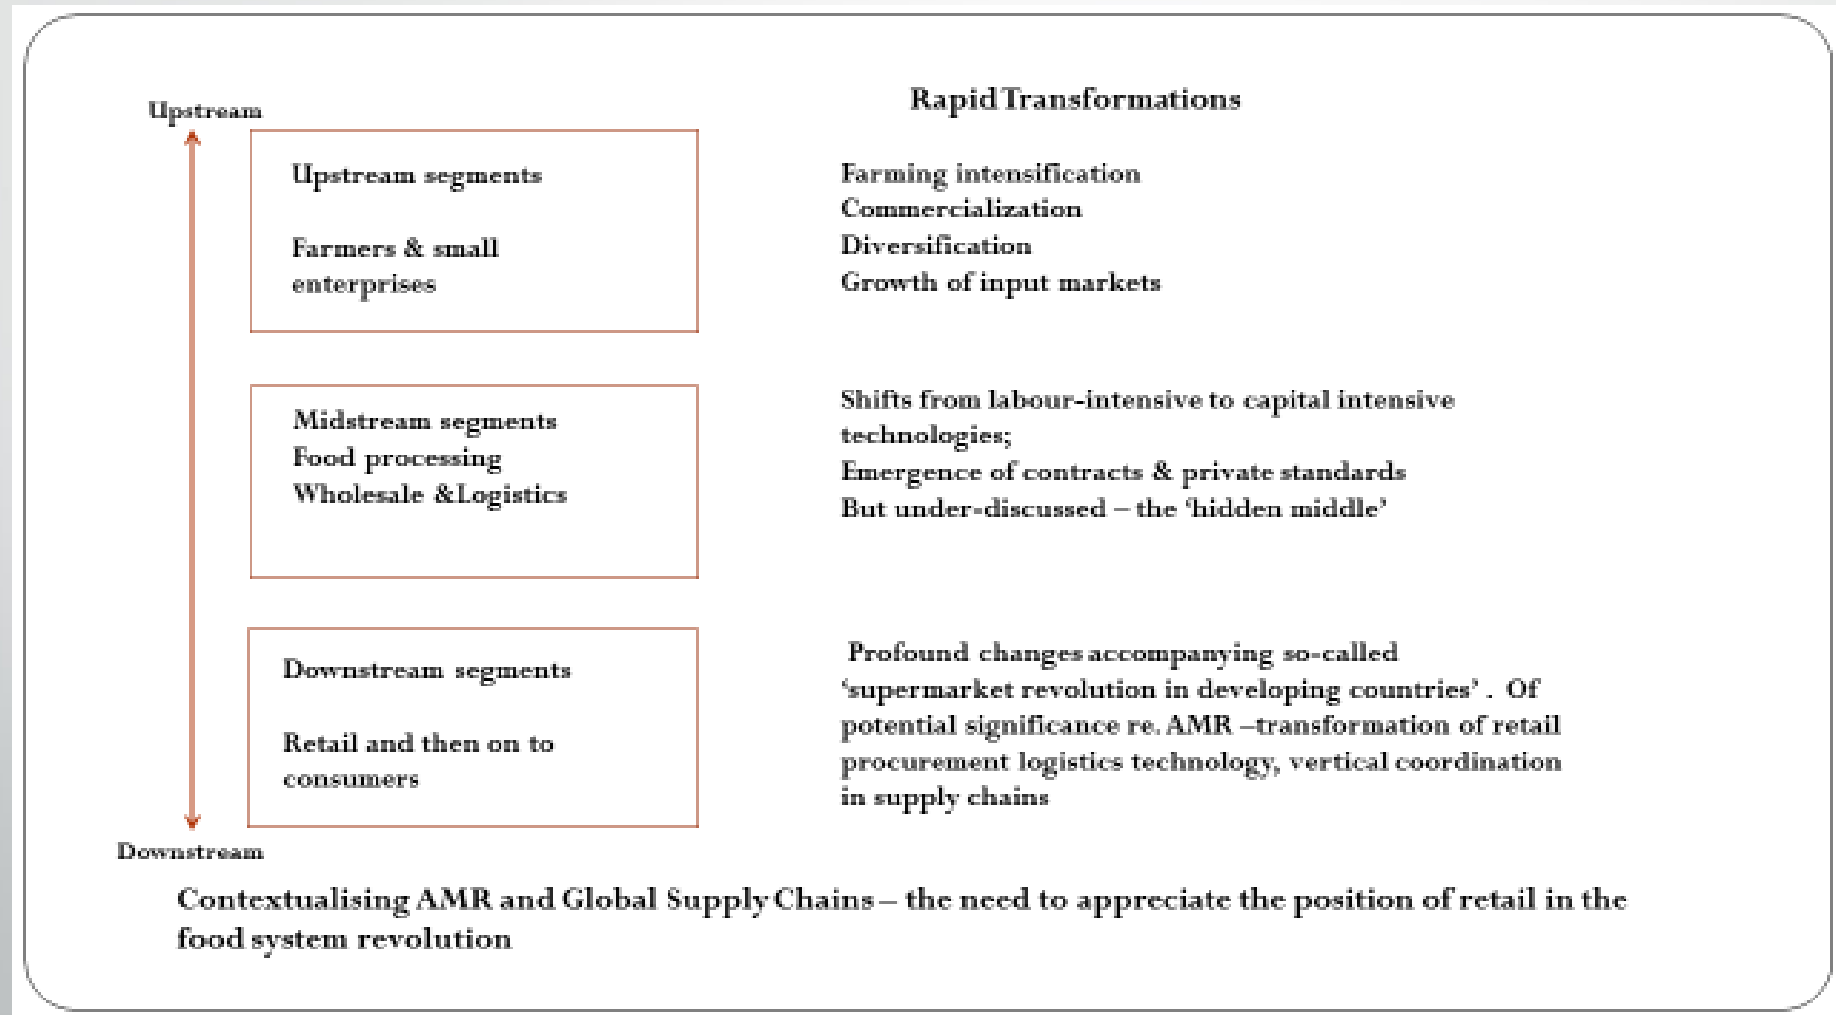 Rapid Transformations
Upstream
Upstream segments
Farmers & small
enterprises
Farming intensification
Commercialization
Diversification
Growth of input markets
Midstream segments
Food processing
Wholesale &Logistics
Shifts from labour-intensive to capital intensive
technologies;
Emergence of contracts & private standards
But under-discussed – the ‘hidden middle’
Downstream segments
Retail and then on to
consumers
Profound changes accompanying so-called
‘supermarket revolution in developing countries’ . Of
potential significance re. AMR –transformation of retail
procurement logistics technology, vertical coordination
in supply chains
Downstream
Contextualising AMR and Global Supply Chains – the need to appreciate the position of retail in the
food system revolution